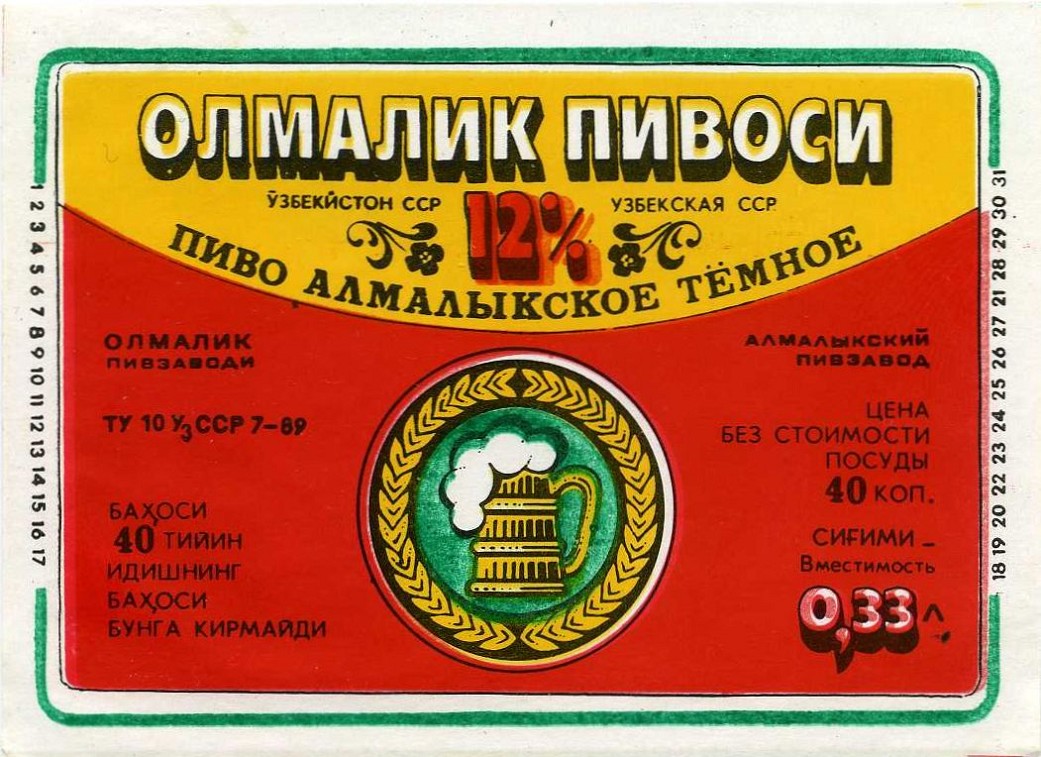 ОЛМАЛИК ПИВОСИ
ЎЗБЕКЙСТОН ССР 12% УЗБЕКСКАЯ ССР
ПИВО АЛМАЛЫКСКОЕ ТЁМНОЕ
ОЛМАЛИК
ПИВЗАВОДИ
АЛМАЛЫКСКИЙ
ПИВЗАВОД
ТУ 10 УзССР 7-89
ЦЕНА
БЕЗ СТОИМОСТИ
ПОСУДЫ
40 КОП.
БАҲОСИ
40 ТИЙИН
ИДИШНИНГ
БАҲОСИ
БУНГА КИРМАЙДИ
СИҒИМИ –
Вместимость
0,33 Л
1 2 3 4 5 6 7 8 9 10 11 12 13 14 15 16 17
18 19 20 22 23 24 25 26 27 21 28 29 30 31